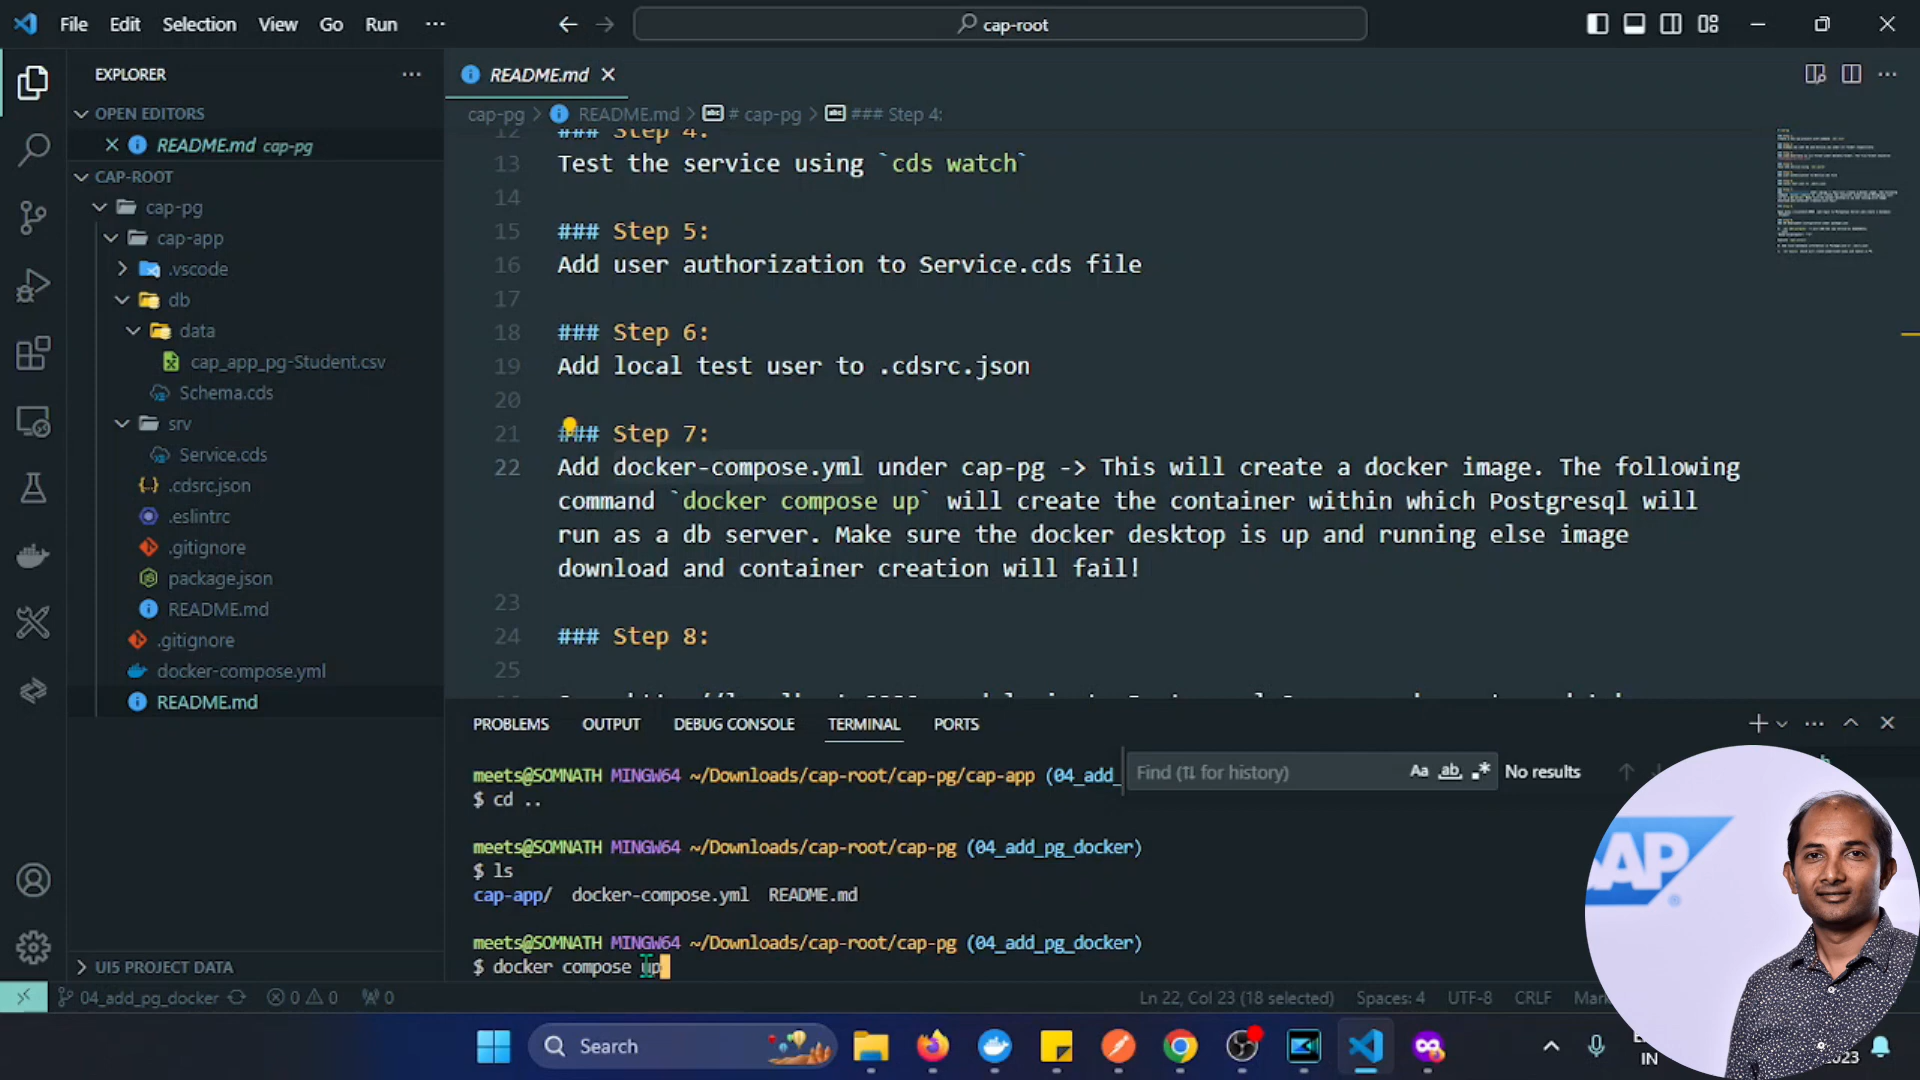 File Edit Selection View Go Run ···
cap-root
EXPLORER
OPEN EDITORS
README.md cap-pg
CAP-ROOT
cap-pg
cap-app
.vscode
db
data
cap_app_pg-Student.csv
Schema.cds
srv
Service.cds
.cdsrc.json
.eslintrc
.gitignore
package.json
README.md
.gitignore
docker-compose.yml
README.md
UI5 PROJECT DATA
README.md
cap-pg > README.md > # cap-pg > ### Step 4:
12 ### Step 4:
13 Test the service using `cds watch`
14
15 ### Step 5:
16 Add user authorization to Service.cds file
17
18 ### Step 6:
19 Add local test user to .cdsrc.json
20
21 ### Step 7:
22 Add docker-compose.yml under cap-pg -> This will create a docker image. The following
command `docker compose up` will create the container within which Postgresql will
run as a db server. Make sure the docker desktop is up and running else image
download and container creation will fail!
23
24 ### Step 8:
25
PROBLEMS OUTPUT DEBUG CONSOLE TERMINAL PORTS
Find (⇅ for history) Aa ab .* No results
meets@SOMNATH MINGW64 ~/Downloads/cap-root/cap-pg/cap-app (04_add_
$ cd ..
meets@SOMNATH MINGW64 ~/Downloads/cap-root/cap-pg (04_add_pg_docker)
$ ls
cap-app/ docker-compose.yml README.md
meets@SOMNATH MINGW64 ~/Downloads/cap-root/cap-pg (04_add_pg_docker)
$ docker compose up
04_add_pg_docker 0 0 0 Ln 22, Col 23 (18 selected) Spaces: 4 UTF-8 CRLF Mark
Search
IN
2023